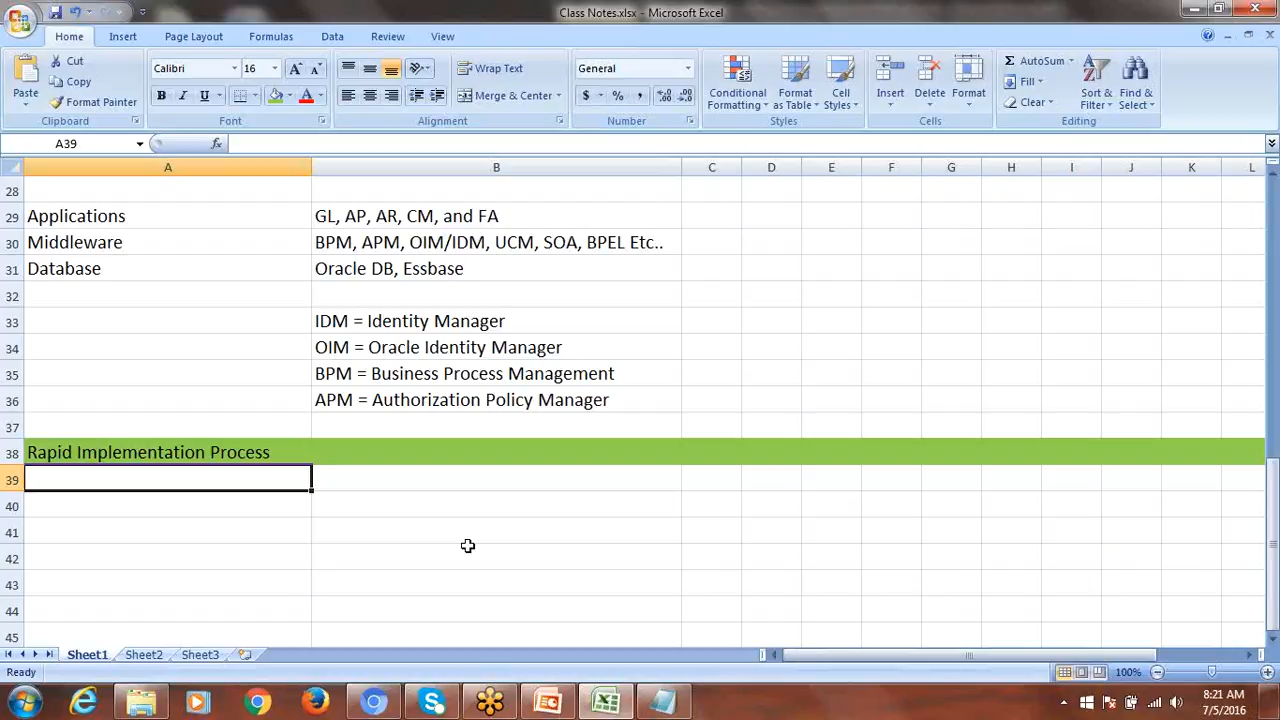 Class Notes.xlsx - Microsoft Excel
Home Insert Page Layout Formulas Data Review View
Paste Cut Copy Format Painter Clipboard
Calibri 16 B I U A A A Font
Wrap Text Merge & Center Alignment
General $ % , Number
Conditional Formatting Format as Table Cell Styles Styles
Insert Delete Format Cells
AutoSum Fill Clear Sort & Filter Find & Select Editing
A39 fx
A B C D E F G H I J K L
28
29 Applications GL, AP, AR, CM, and FA
30 Middleware BPM, APM, OIM/IDM, UCM, SOA, BPEL Etc..
31 Database Oracle DB, Essbase
32
33 IDM = Identity Manager
34 OIM = Oracle Identity Manager
35 BPM = Business Process Management
36 APM = Authorization Policy Manager
37
38 Rapid Implementation Process
39
40
41
42
43
44
45
Sheet1 Sheet2 Sheet3
Ready 100%
8:21 AM
7/5/2016